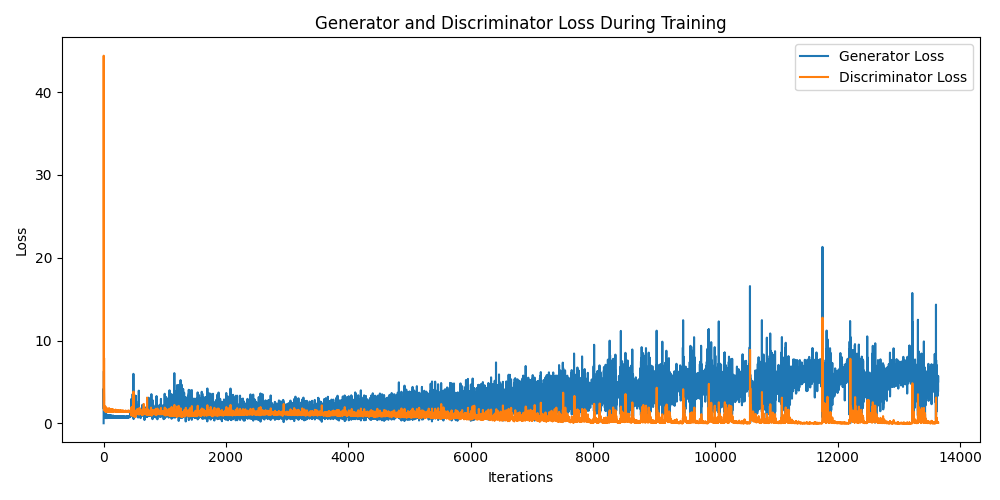 Generator and Discriminator Loss During Training
Generator Loss
Discriminator Loss
Loss
40
30
20
10
0
0 2000 4000 6000 8000 10000 12000 14000
Iterations